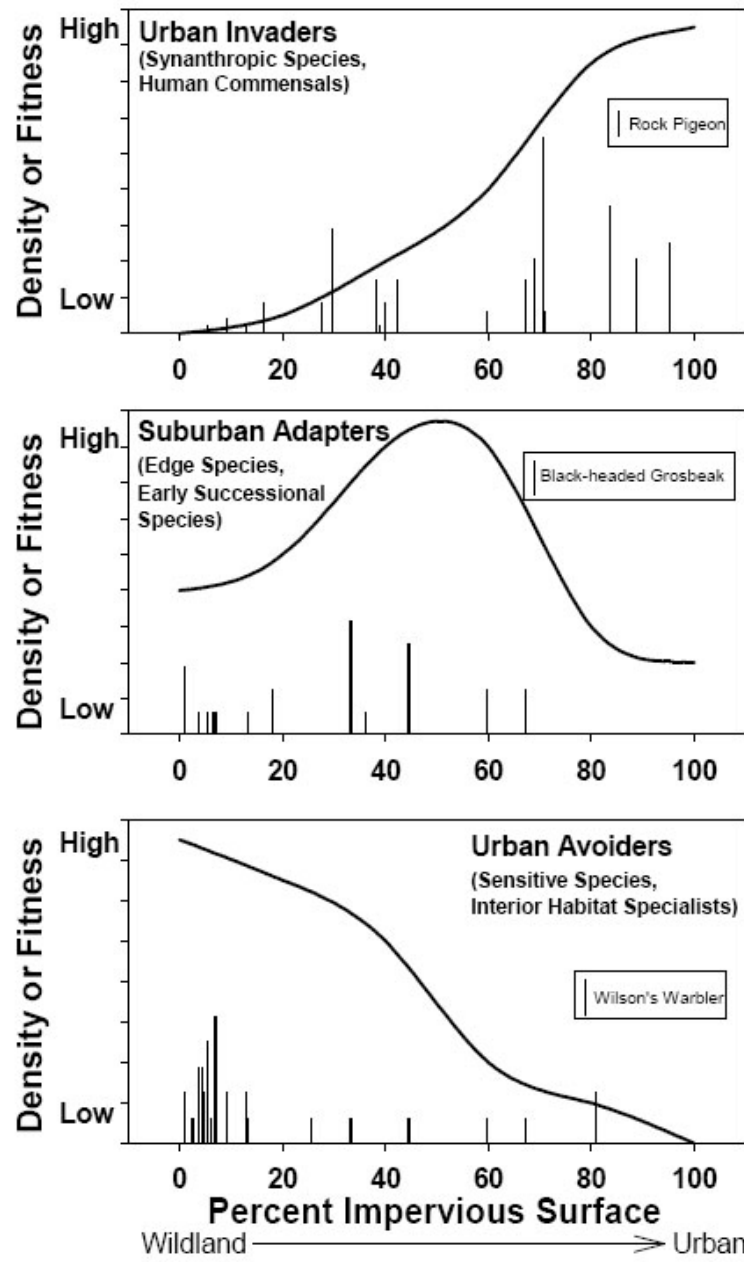 High
Urban Invaders
(Synanthropic Species,
Human Commensals)
Rock Pigeon
Density or Fitness
Low
0 20 40 60 80 100
High
Suburban Adapters
(Edge Species,
Early Successional
Species)
Black-headed Grosbeak
Density or Fitness
Low
0 20 40 60 80 100
High
Urban Avoiders
(Sensitive Species,
Interior Habitat Specialists)
Wilson's Warbler
Density or Fitness
Low
0 20 40 60 80 100
Percent Impervious Surface
Wildland Urban